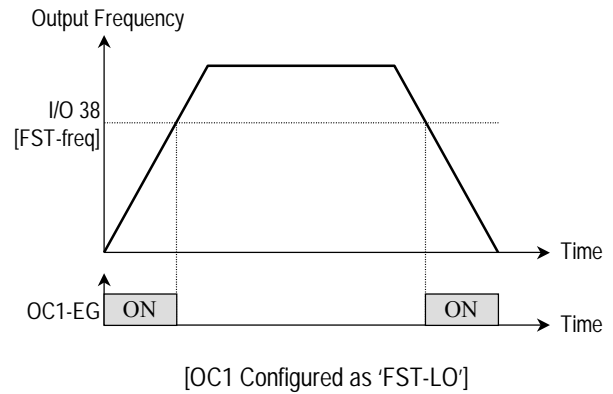 Output Frequency
I/O 38
[FST-freq]
Time
OC1-EG
ON
ON
Time
[OC1 Configured as ‘FST-LO’]